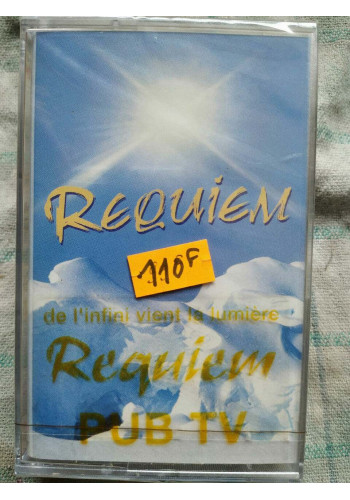 REQUiEM
110F
de l'infini vient la lumière
Requiem
PUB TV